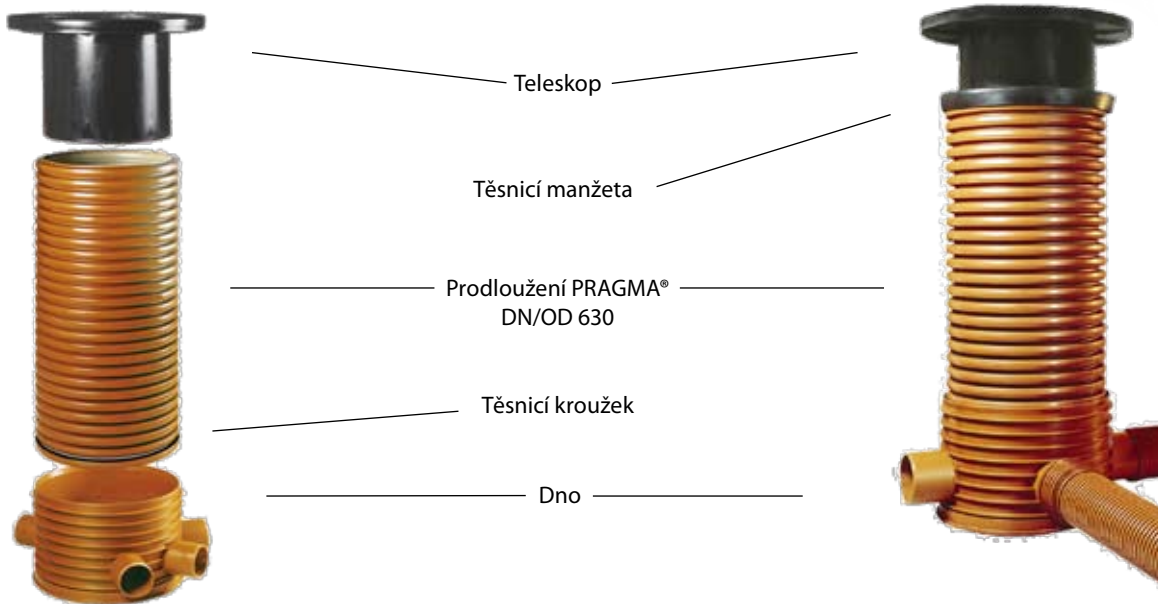 Teleskop
Těsnicí manžeta
Prodloužení PRAGMA®
DN/OD 630
Těsnicí kroužek
Dno